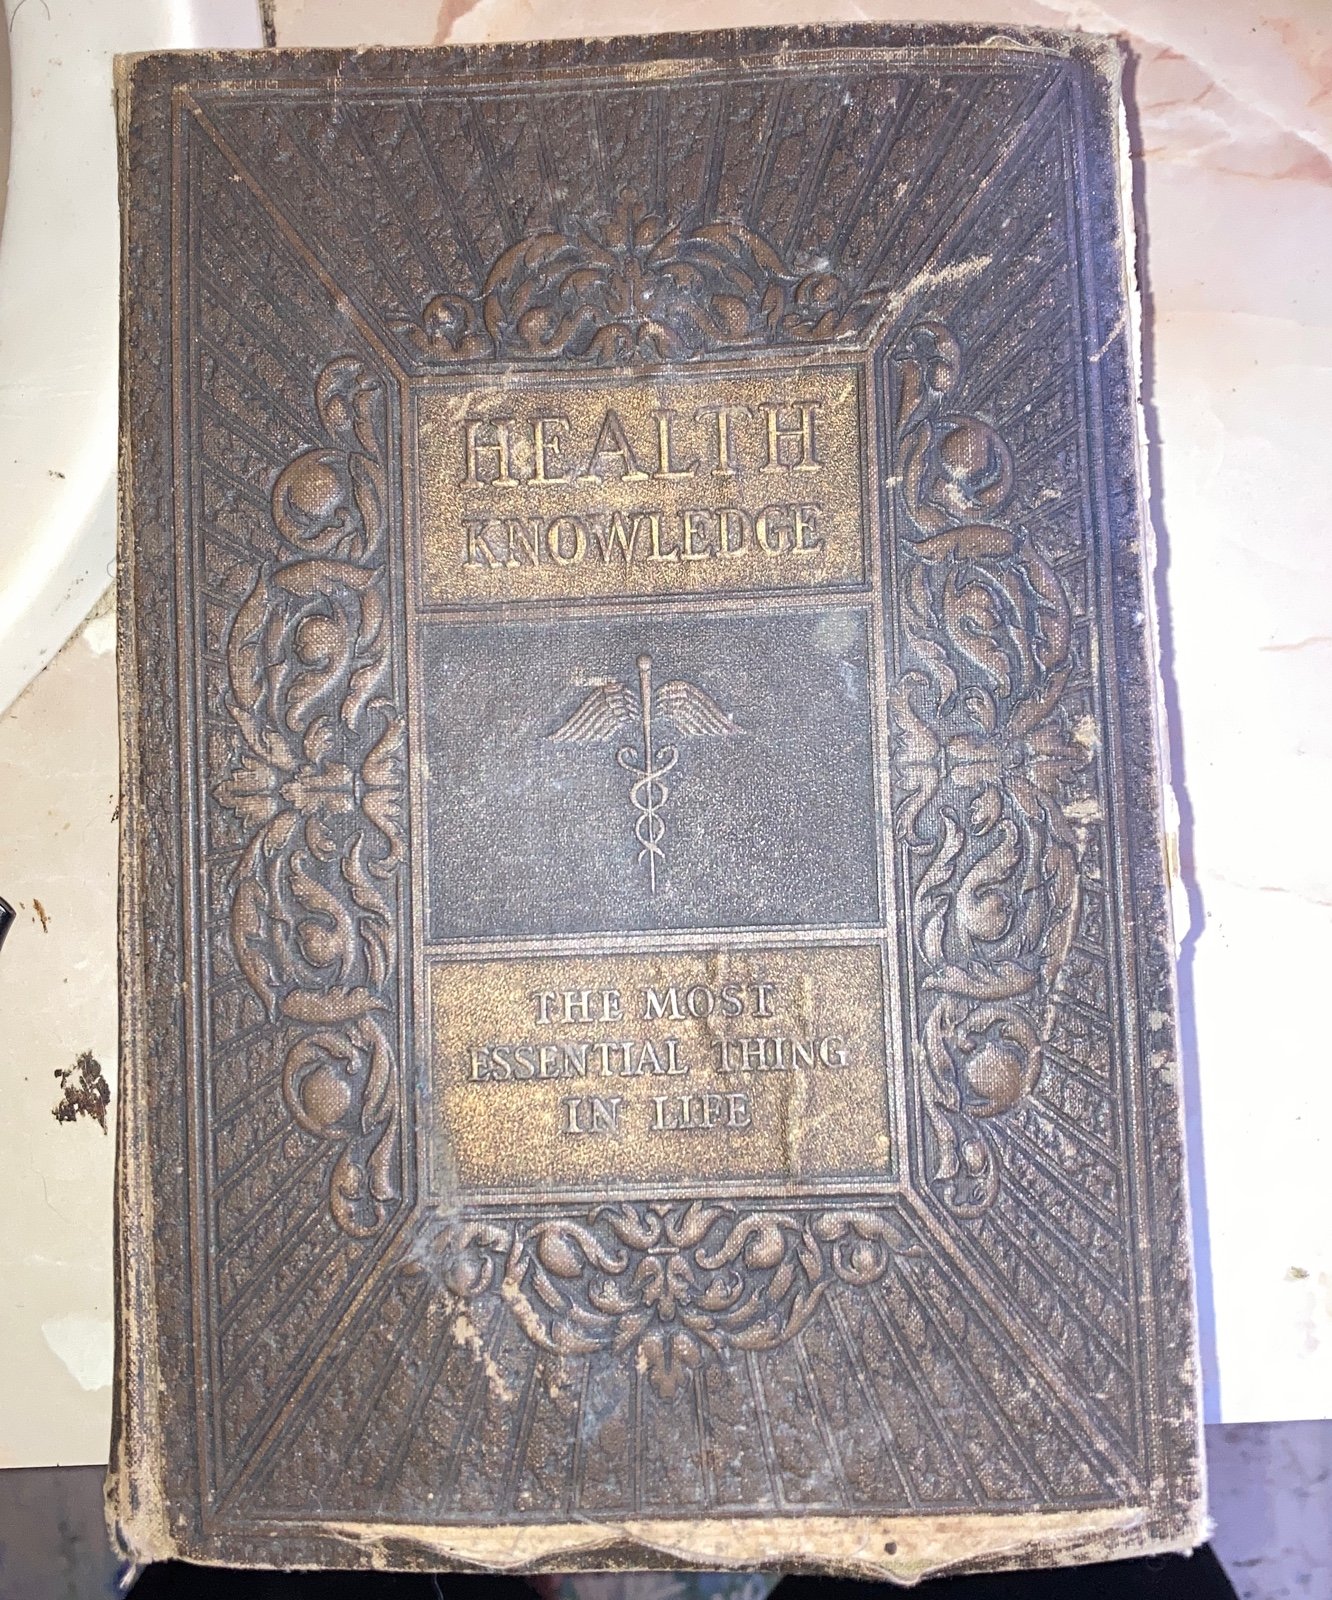 HEALTH
KNOWLEDGE
THE MOST
ESSENTIAL THING
IN LIFE